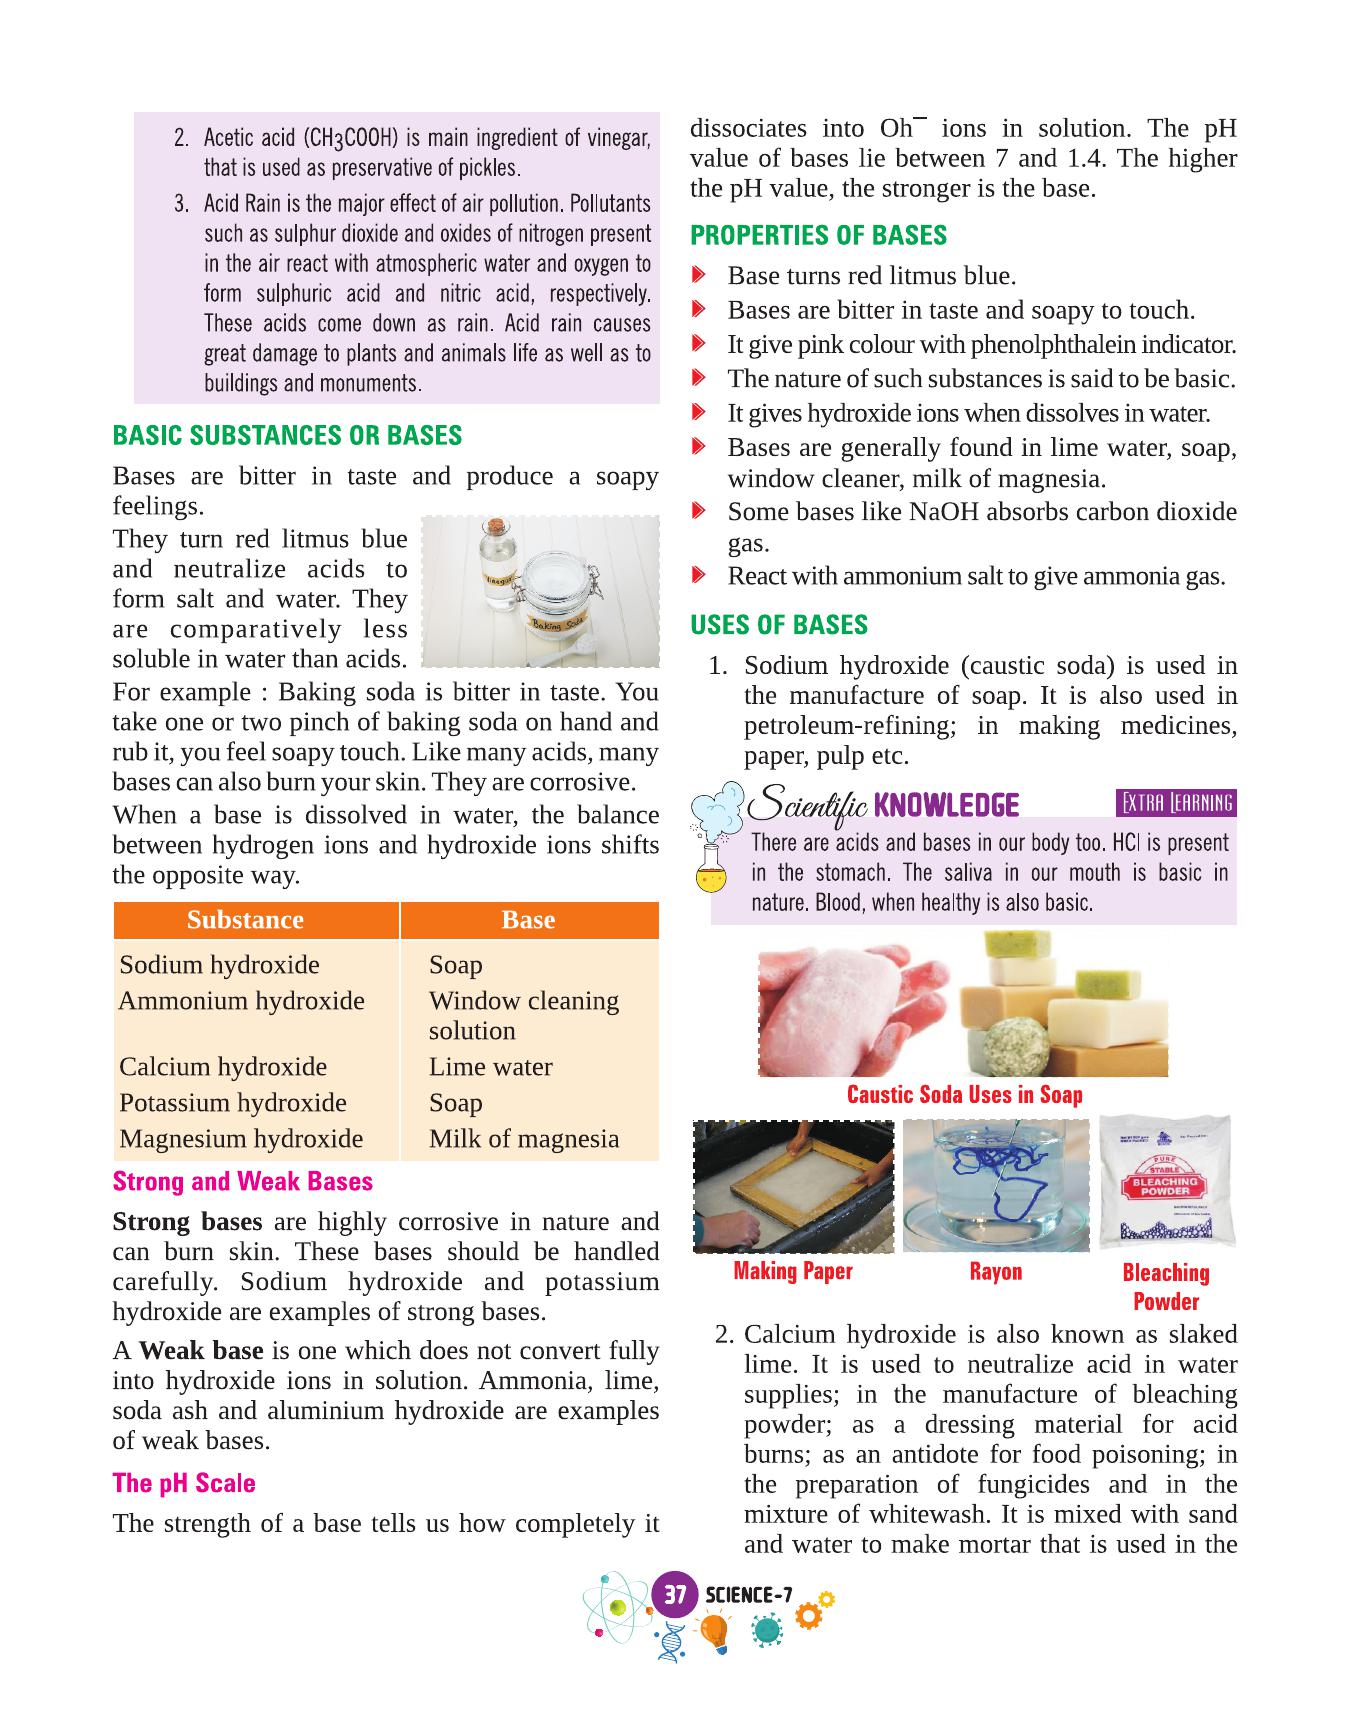 2. Acetic acid (CH3COOH) is main ingredient of vinegar,
that is used as preservative of pickles.
3. Acid Rain is the major effect of air pollution. Pollutants
such as sulphur dioxide and oxides of nitrogen present
in the air react with atmospheric water and oxygen to
form sulphuric acid and nitric acid, respectively.
These acids come down as rain. Acid rain causes
great damage to plants and animals life as well as to
buildings and monuments.
BASIC SUBSTANCES OR BASES
Bases are bitter in taste and produce a soapy
feelings.
They turn red litmus blue
and neutralize acids to
form salt and water. They
are comparatively less
soluble in water than acids.
Vinegar
Baking Soda
For example : Baking soda is bitter in taste. You
take one or two pinch of baking soda on hand and
rub it, you feel soapy touch. Like many acids, many
bases can also burn your skin. They are corrosive.
When a base is dissolved in water, the balance
between hydrogen ions and hydroxide ions shifts
the opposite way.
Substance Base
Sodium hydroxide Soap
Ammonium hydroxide Window cleaning
solution
Calcium hydroxide Lime water
Potassium hydroxide Soap
Magnesium hydroxide Milk of magnesia
Strong and Weak Bases
Strong bases are highly corrosive in nature and
can burn skin. These bases should be handled
carefully. Sodium hydroxide and potassium
hydroxide are examples of strong bases.
A Weak base is one which does not convert fully
into hydroxide ions in solution. Ammonia, lime,
soda ash and aluminium hydroxide are examples
of weak bases.
The pH Scale
The strength of a base tells us how completely it
dissociates into Oh¯ ions in solution. The pH
value of bases lie between 7 and 1.4. The higher
the pH value, the stronger is the base.
PROPERTIES OF BASES
Base turns red litmus blue.
Bases are bitter in taste and soapy to touch.
It give pink colour with phenolphthalein indicator.
The nature of such substances is said to be basic.
It gives hydroxide ions when dissolves in water.
Bases are generally found in lime water, soap,
window cleaner, milk of magnesia.
Some bases like NaOH absorbs carbon dioxide
gas.
React with ammonium salt to give ammonia gas.
USES OF BASES
1. Sodium hydroxide (caustic soda) is used in
the manufacture of soap. It is also used in
petroleum-refining; in making medicines,
paper, pulp etc.
Scientific KNOWLEDGE EXTRA LEARNING
There are acids and bases in our body too. HCl is present
in the stomach. The saliva in our mouth is basic in
nature. Blood, when healthy is also basic.
Caustic Soda Uses in Soap
PURE
STABLE
BLEACHING
POWDER
Making Paper Rayon Bleaching
Powder
2. Calcium hydroxide is also known as slaked
lime. It is used to neutralize acid in water
supplies; in the manufacture of bleaching
powder; as a dressing material for acid
burns; as an antidote for food poisoning; in
the preparation of fungicides and in the
mixture of whitewash. It is mixed with sand
and water to make mortar that is used in the
37 SCIENCE-7